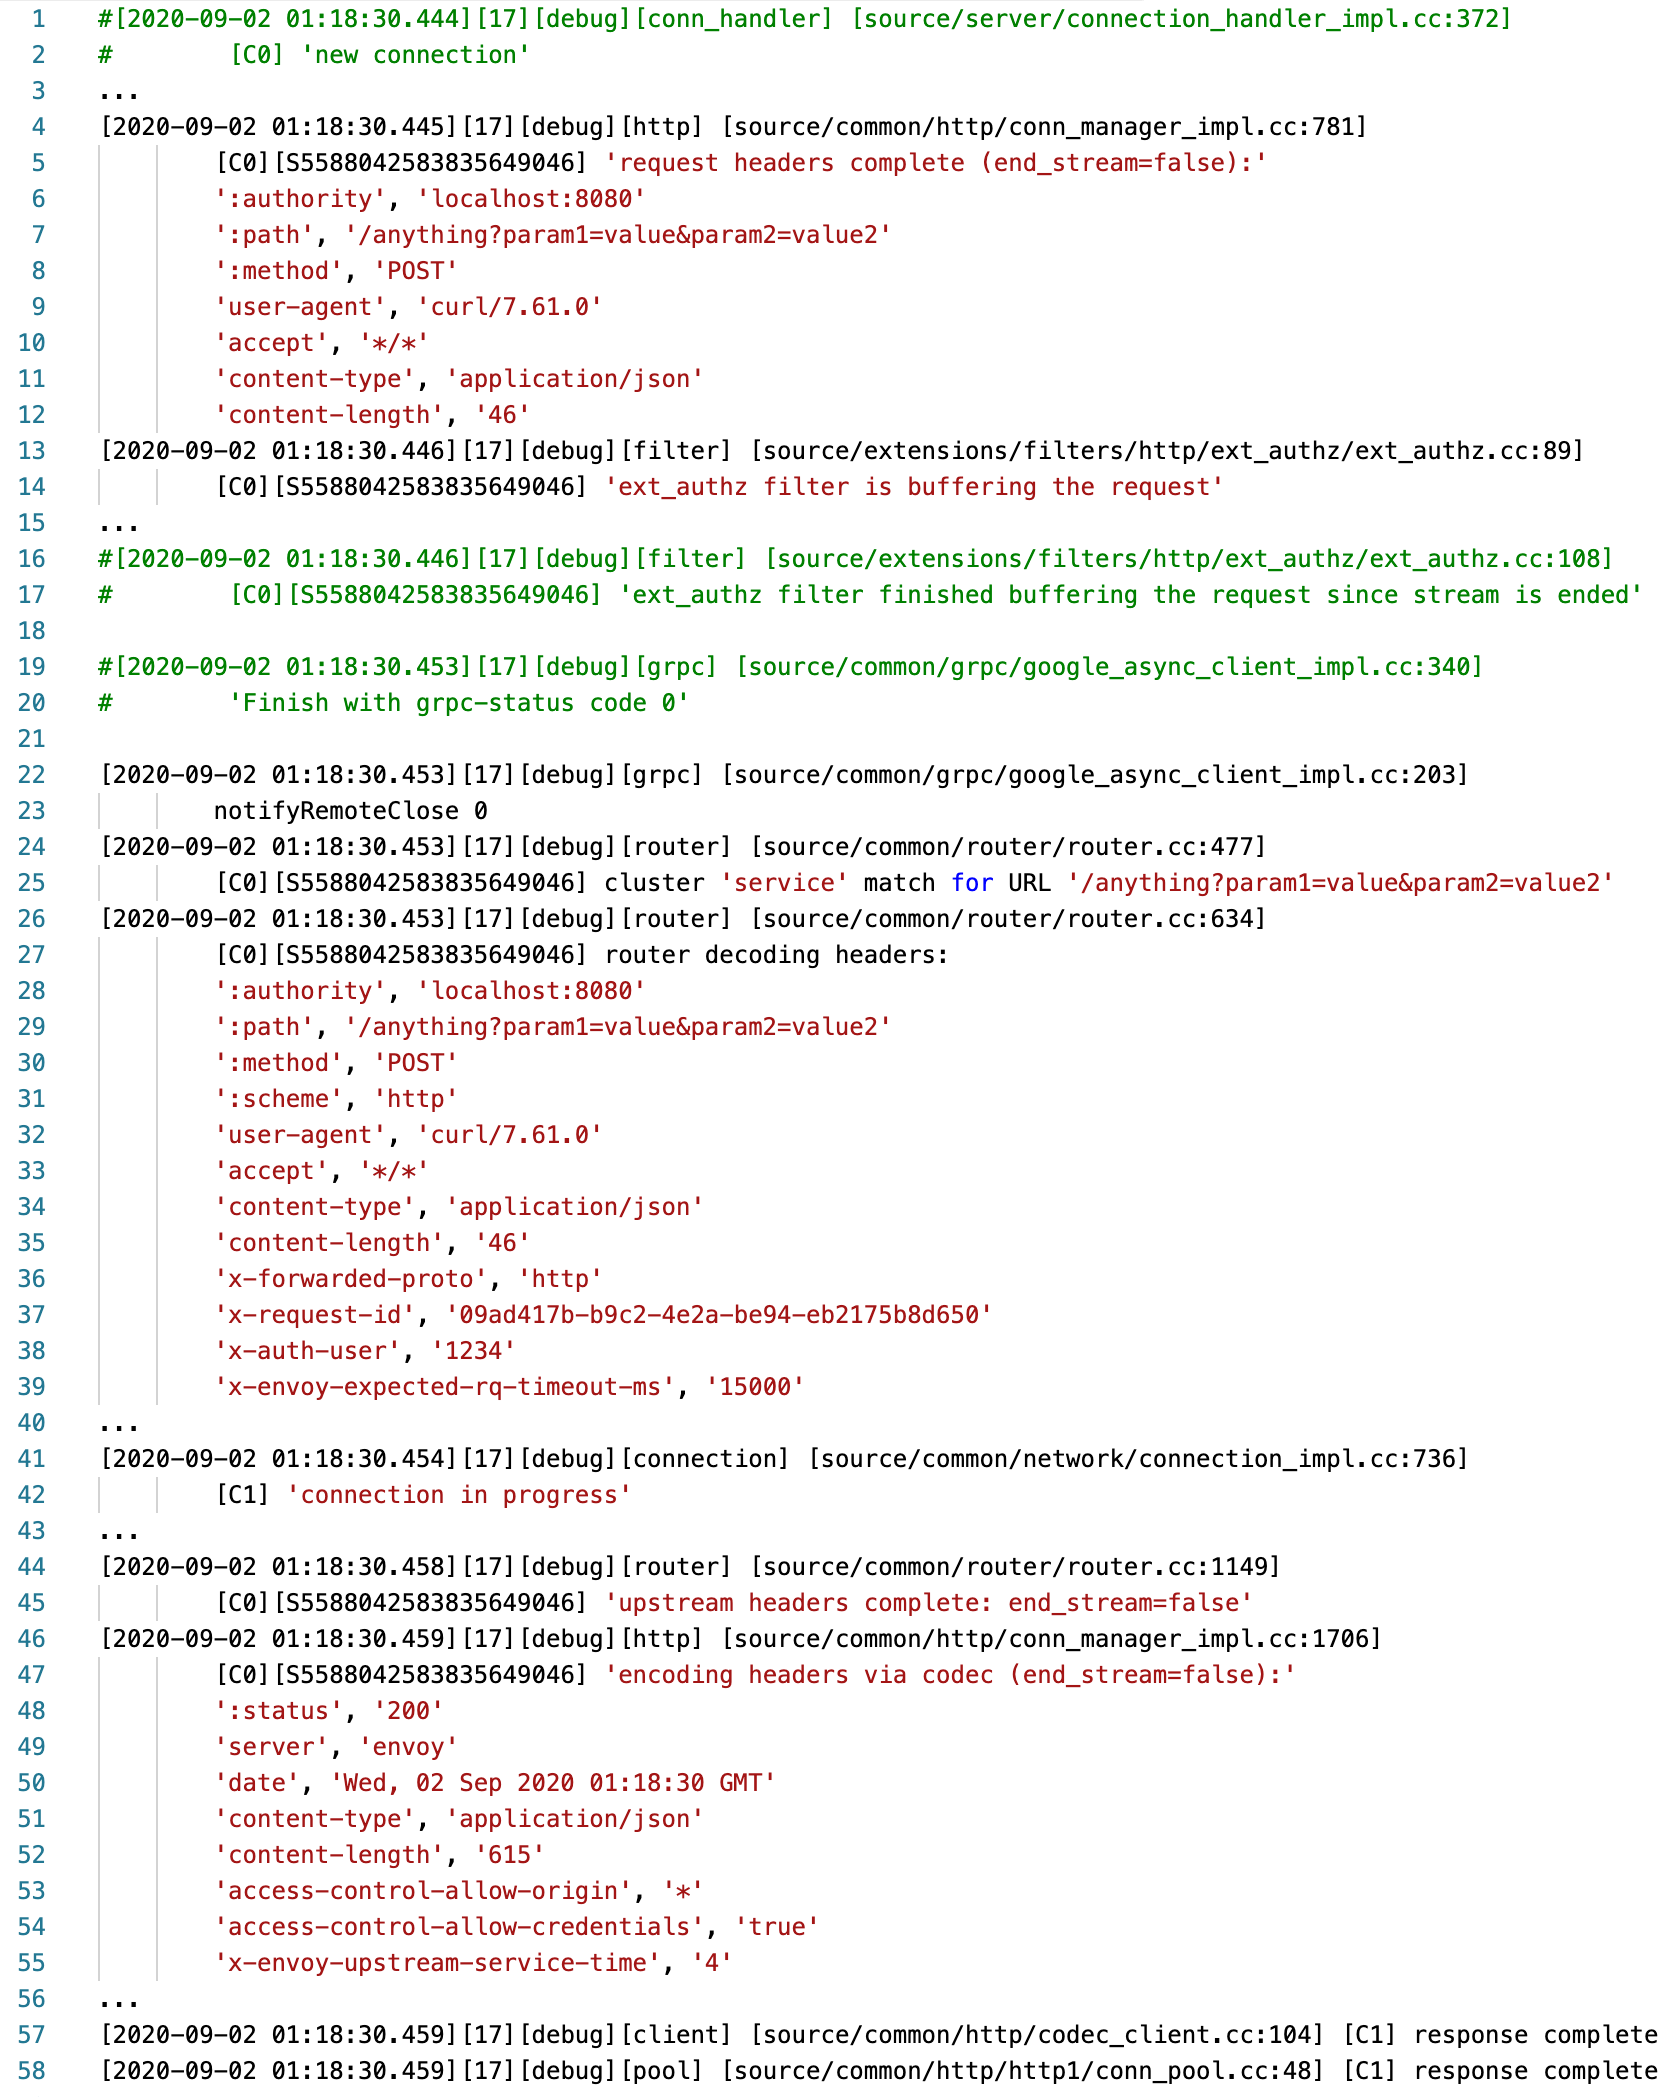 1 #[2020-09-02 01:18:30.444][17][debug][conn_handler] [source/server/connection_handler_impl.cc:372]
2 # [C0] 'new connection'
3 ...
4 [2020-09-02 01:18:30.445][17][debug][http] [source/common/http/conn_manager_impl.cc:781]
5 [C0][S5588042583835649046] 'request headers complete (end_stream=false):'
6 ':authority', 'localhost:8080'
7 ':path', '/anything?param1=value&param2=value2'
8 ':method', 'POST'
9 'user-agent', 'curl/7.61.0'
10 'accept', '*/*'
11 'content-type', 'application/json'
12 'content-length', '46'
13 [2020-09-02 01:18:30.446][17][debug][filter] [source/extensions/filters/http/ext_authz/ext_authz.cc:89]
14 [C0][S5588042583835649046] 'ext_authz filter is buffering the request'
15 ...
16 #[2020-09-02 01:18:30.446][17][debug][filter] [source/extensions/filters/http/ext_authz/ext_authz.cc:108]
17 # [C0][S5588042583835649046] 'ext_authz filter finished buffering the request since stream is ended'
18
19 #[2020-09-02 01:18:30.453][17][debug][grpc] [source/common/grpc/google_async_client_impl.cc:340]
20 # 'Finish with grpc-status code 0'
21
22 [2020-09-02 01:18:30.453][17][debug][grpc] [source/common/grpc/google_async_client_impl.cc:203]
23 notifyRemoteClose 0
24 [2020-09-02 01:18:30.453][17][debug][router] [source/common/router/router.cc:477]
25 [C0][S5588042583835649046] cluster 'service' match for URL '/anything?param1=value&param2=value2'
26 [2020-09-02 01:18:30.453][17][debug][router] [source/common/router/router.cc:634]
27 [C0][S5588042583835649046] router decoding headers:
28 ':authority', 'localhost:8080'
29 ':path', '/anything?param1=value&param2=value2'
30 ':method', 'POST'
31 ':scheme', 'http'
32 'user-agent', 'curl/7.61.0'
33 'accept', '*/*'
34 'content-type', 'application/json'
35 'content-length', '46'
36 'x-forwarded-proto', 'http'
37 'x-request-id', '09ad417b-b9c2-4e2a-be94-eb2175b8d650'
38 'x-auth-user', '1234'
39 'x-envoy-expected-rq-timeout-ms', '15000'
40 ...
41 [2020-09-02 01:18:30.454][17][debug][connection] [source/common/network/connection_impl.cc:736]
42 [C1] 'connection in progress'
43 ...
44 [2020-09-02 01:18:30.458][17][debug][router] [source/common/router/router.cc:1149]
45 [C0][S5588042583835649046] 'upstream headers complete: end_stream=false'
46 [2020-09-02 01:18:30.459][17][debug][http] [source/common/http/conn_manager_impl.cc:1706]
47 [C0][S5588042583835649046] 'encoding headers via codec (end_stream=false):'
48 ':status', '200'
49 'server', 'envoy'
50 'date', 'Wed, 02 Sep 2020 01:18:30 GMT'
51 'content-type', 'application/json'
52 'content-length', '615'
53 'access-control-allow-origin', '*'
54 'access-control-allow-credentials', 'true'
55 'x-envoy-upstream-service-time', '4'
56 ...
57 [2020-09-02 01:18:30.459][17][debug][client] [source/common/http/codec_client.cc:104] [C1] response complete
58 [2020-09-02 01:18:30.459][17][debug][pool] [source/common/http/http1/conn_pool.cc:48] [C1] response complete